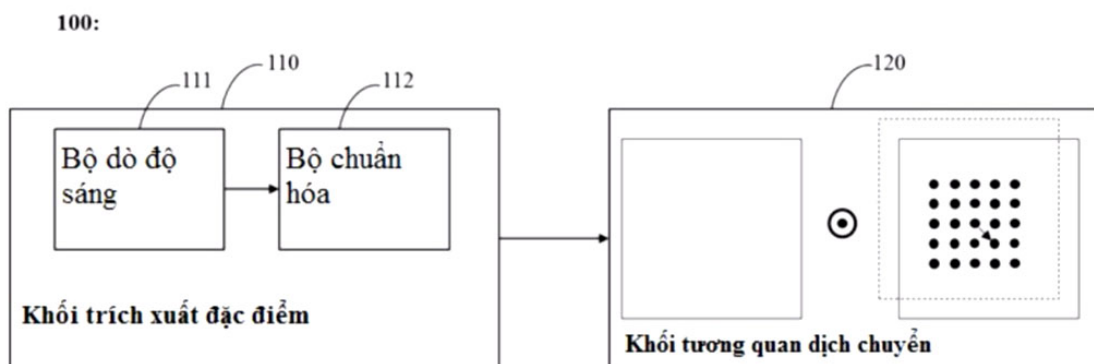 100:
111
110
112
120
Bộ dò độ
sáng
Bộ chuẩn
hóa
Khối trích xuất đặc điểm
Khối tương quan dịch chuyển